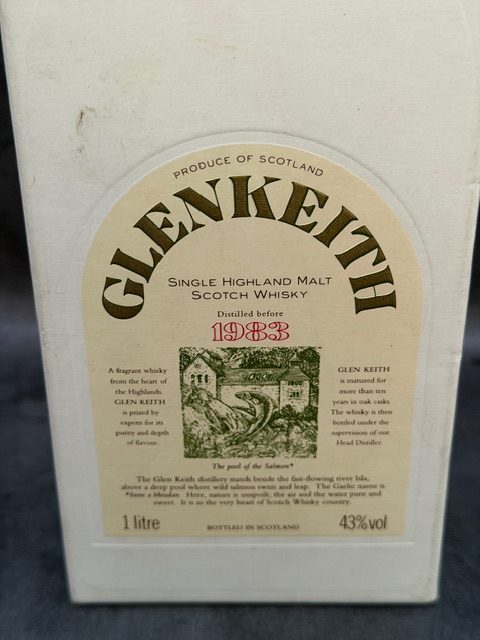 PRODUCE OF SCOTLAND
GLENKEITH
SINGLE HIGHLAND MALT
SCOTCH WHISKY
Distilled before
1983
A fragrant whisky
from the heart of
the Highlands.
GLEN KEITH
is prized by
experts for its
purity and depth
of flavour.
GLEN KEITH
is matured for
more than ten
years in oak casks.
The whisky is then
bottled under the
supervision of our
Head Distiller.
The pool of the Salmon*
The Glen Keith distillery stands beside the fast-flowing river Isla,
above a deep pool where wild salmon swim and leap. The Gaelic name is
*linne a bhradan. Here, nature is unspoilt, the air and the water pure and
sweet. It is in the very heart of Scotch Whisky country.
1 litre
BOTTLED IN SCOTLAND
43%vol